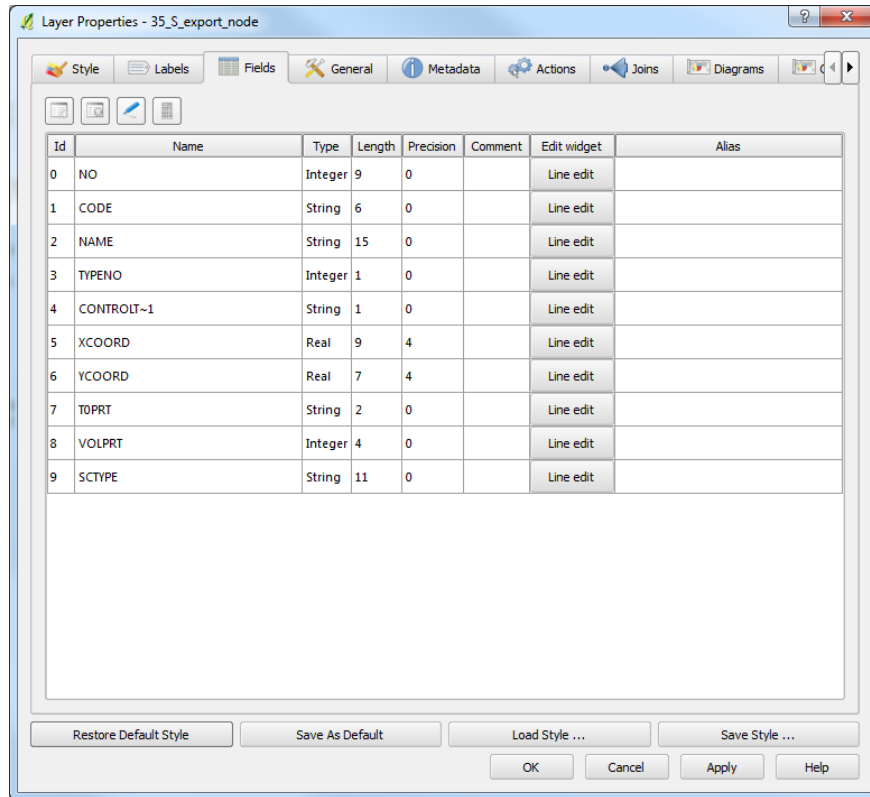 Layer Properties - 35_S_export_node
Style Labels Fields General Metadata Actions Joins Diagrams
Id Name Type Length Precision Comment Edit widget Alias
0 NO Integer 9 0 Line edit
1 CODE String 6 0 Line edit
2 NAME String 15 0 Line edit
3 TYPENO Integer 1 0 Line edit
4 CONTROLT~1 String 1 0 Line edit
5 XCOORD Real 9 4 Line edit
6 YCOORD Real 7 4 Line edit
7 T0PRT String 2 0 Line edit
8 VOLPRT Integer 4 0 Line edit
9 SCTYPE String 11 0 Line edit
Restore Default Style Save As Default Load Style ... Save Style ...
OK Cancel Apply Help